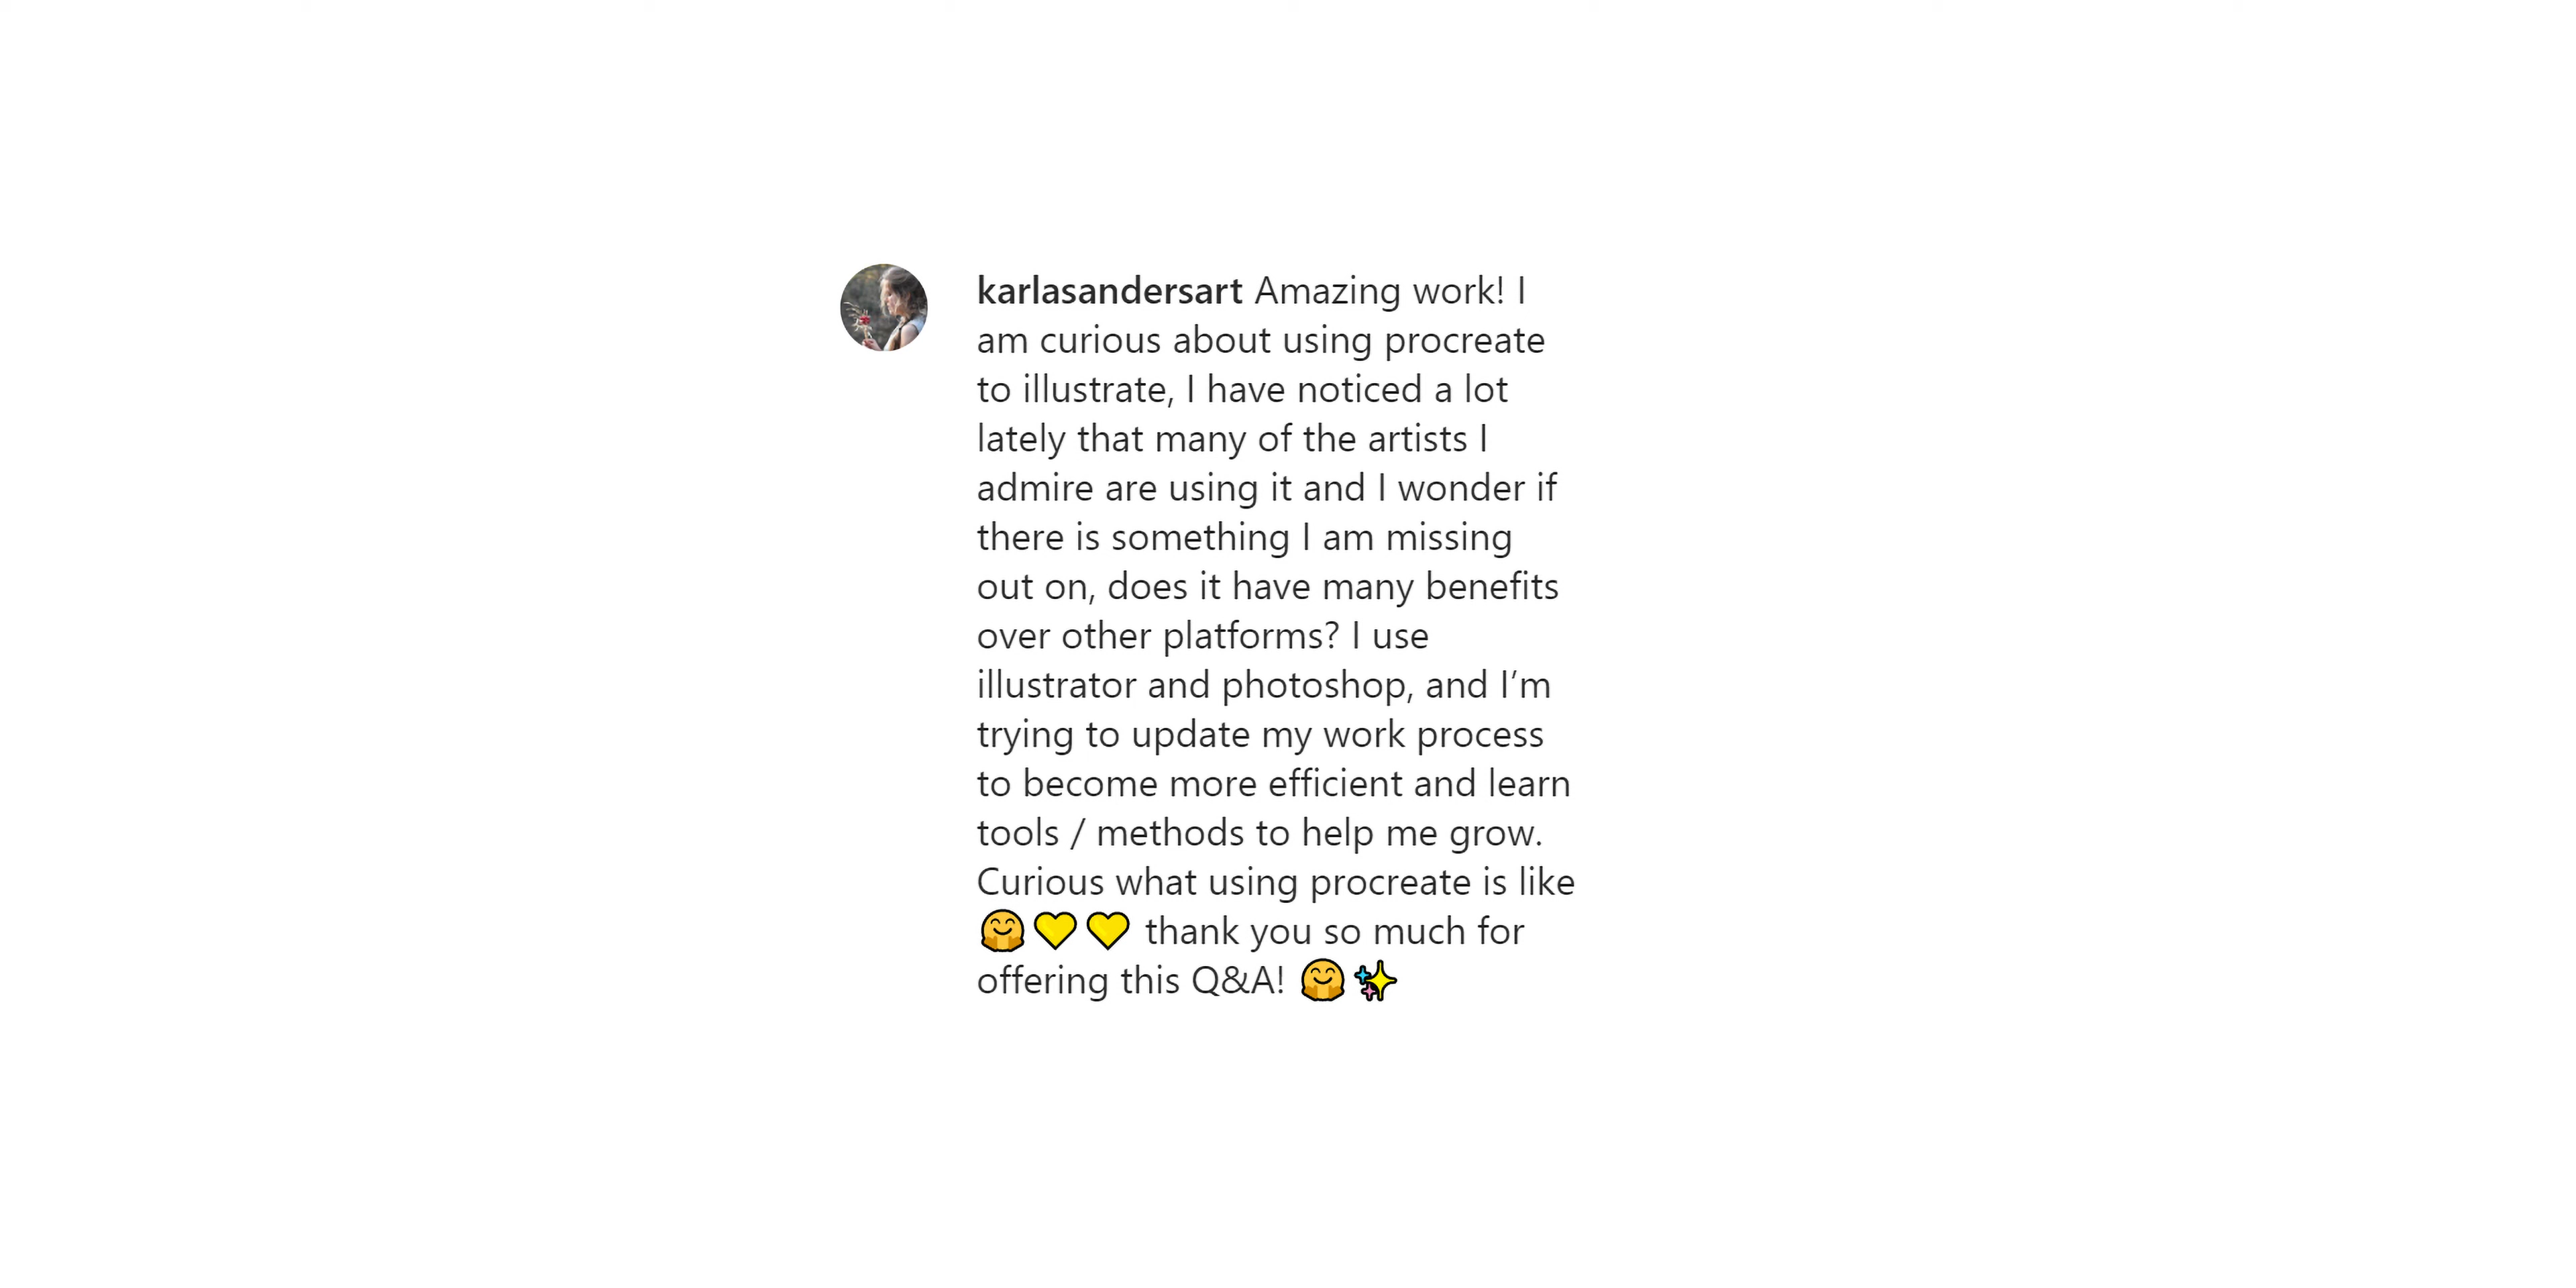 karlasandersart Amazing work! I
am curious about using procreate
to illustrate, I have noticed a lot
lately that many of the artists I
admire are using it and I wonder if
there is something I am missing
out on, does it have many benefits
over other platforms? I use
illustrator and photoshop, and I’m
trying to update my work process
to become more efficient and learn
tools / methods to help me grow.
Curious what using procreate is like
🤗💛💛 thank you so much for
offering this Q&A! 🤗✨